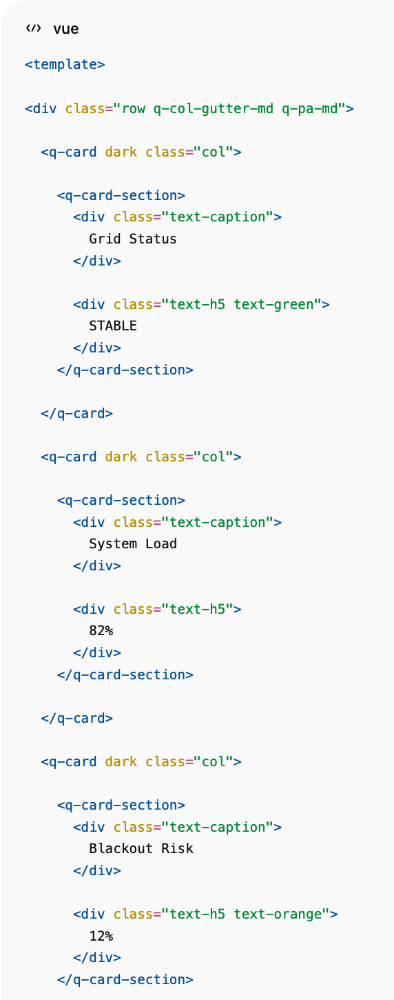 vue
<template>
<div class="row q-col-gutter-md q-pa-md">
<q-card dark class="col">
<q-card-section>
<div class="text-caption">
Grid Status
</div>
<div class="text-h5 text-green">
STABLE
</div>
</q-card-section>
</q-card>
<q-card dark class="col">
<q-card-section>
<div class="text-caption">
System Load
</div>
<div class="text-h5">
82%
</div>
</q-card-section>
</q-card>
<q-card dark class="col">
<q-card-section>
<div class="text-caption">
Blackout Risk
</div>
<div class="text-h5 text-orange">
12%
</div>
</q-card-section>